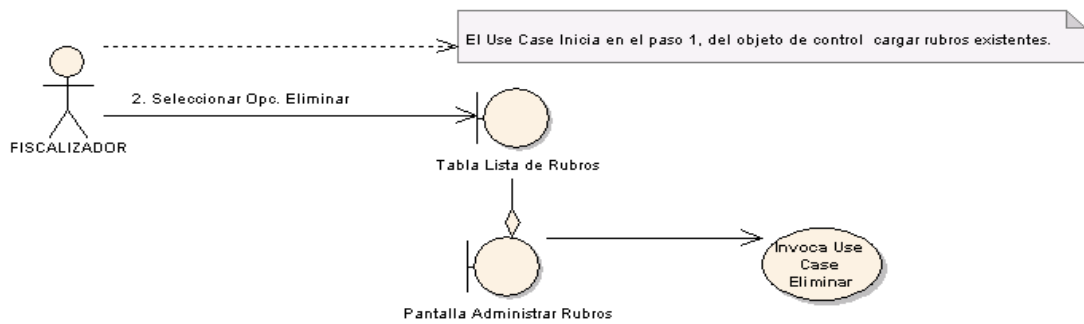 El Use Case Inicia en el paso 1, del objeto de control cargar rubros existentes.
2. Seleccionar Opc. Eliminar
FISCALIZADOR
Tabla Lista de Rubros
Invoca Use
Case
Eliminar
Pantalla Administrar Rubros